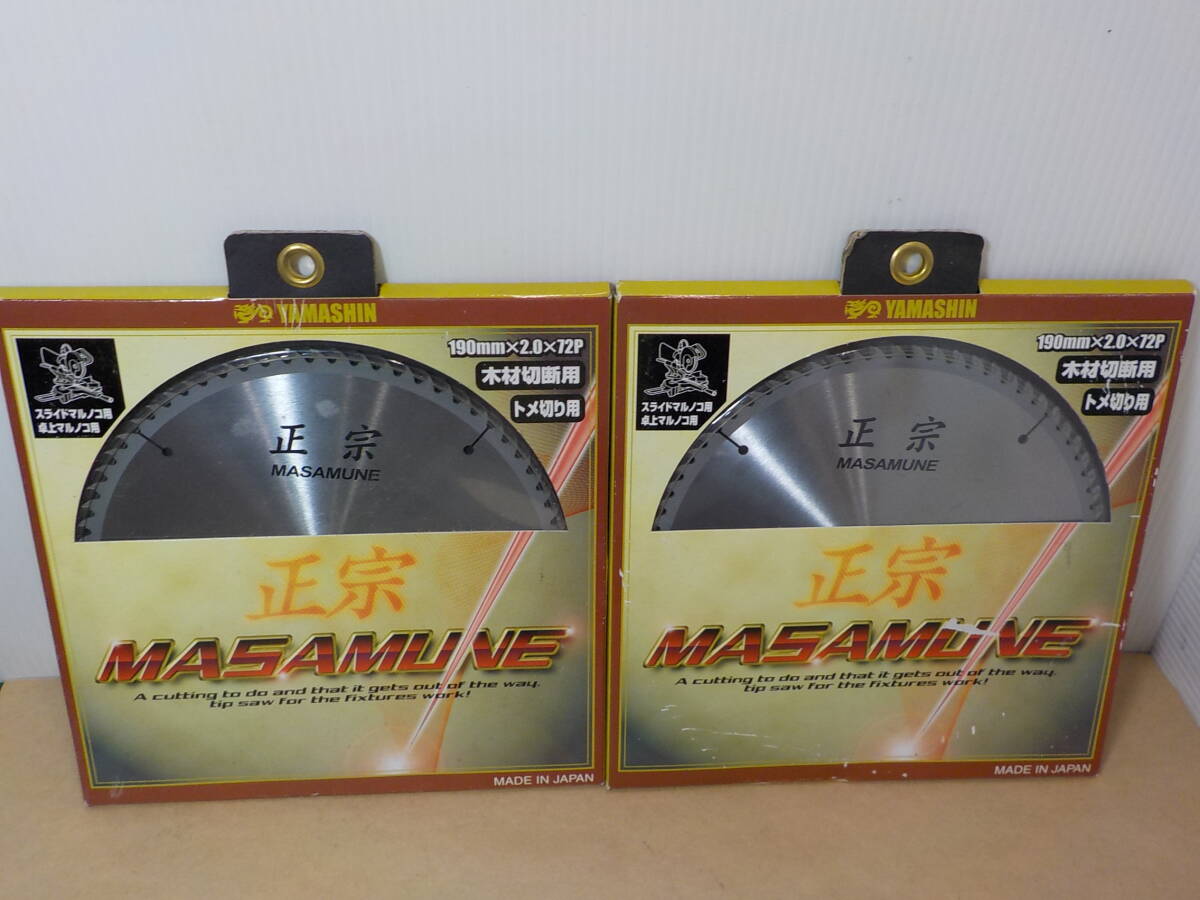 YAMASHIN
190mm×2.0×72P
木材切断用
トメ切り用
スライドマルノコ用
卓上マルノコ用
正宗
MASAMUNE
正宗
MASAMUNE
A cutting to do and that it gets out of the way.
tip saw for the fixtures work!
MADE IN JAPAN
YAMASHIN
190mm×2.0×72P
木材切断用
トメ切り用
スライドマルノコ用
卓上マルノコ用
正宗
MASAMUNE
正宗
MASAMUNE
A cutting to do and that it gets out of the way.
tip saw for the fixtures work!
MADE IN JAPAN